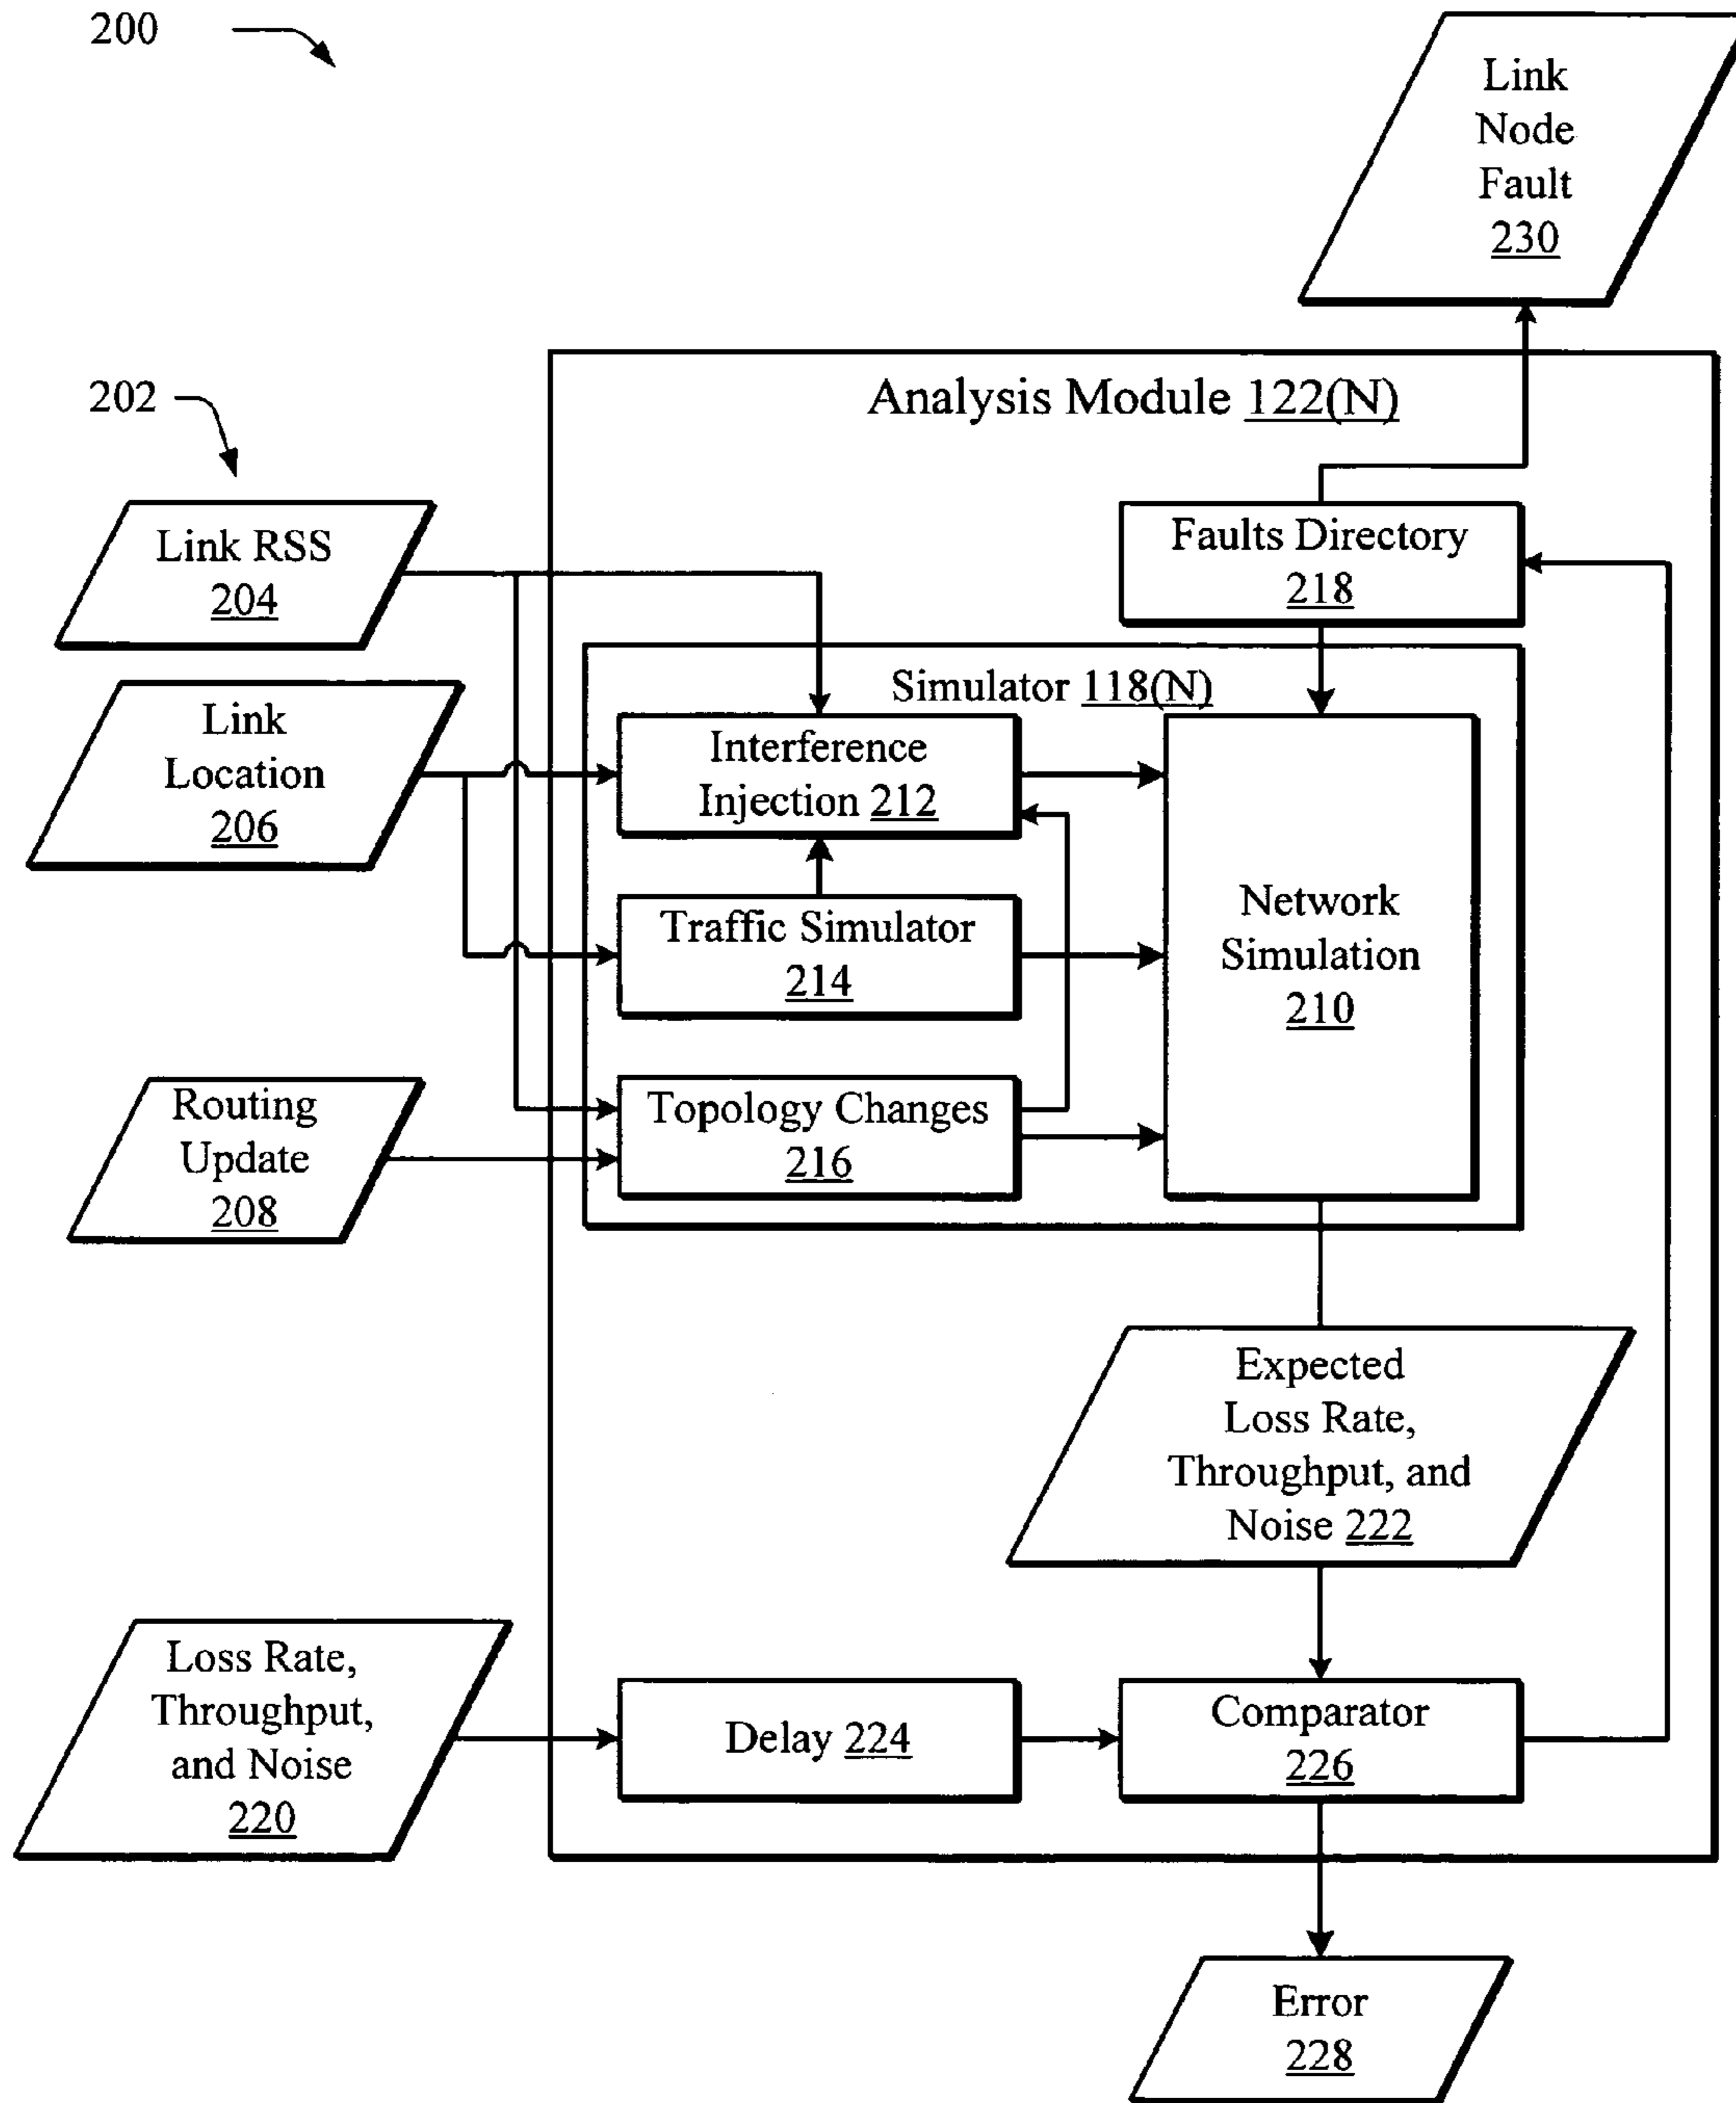 200
Link
Node
Fault
230
Analysis Module 122(N)
202
Link RSS
204
Faults Directory
218
Simulator 118(N)
Link
Location
206
Interference
Injection 212
Traffic Simulator
214
Network
Simulation
210
Routing
Update
208
Topology Changes
216
Expected
Loss Rate,
Throughput, and
Noise 222
Loss Rate,
Throughput,
and Noise
220
Delay 224
Comparator
226
Error
228